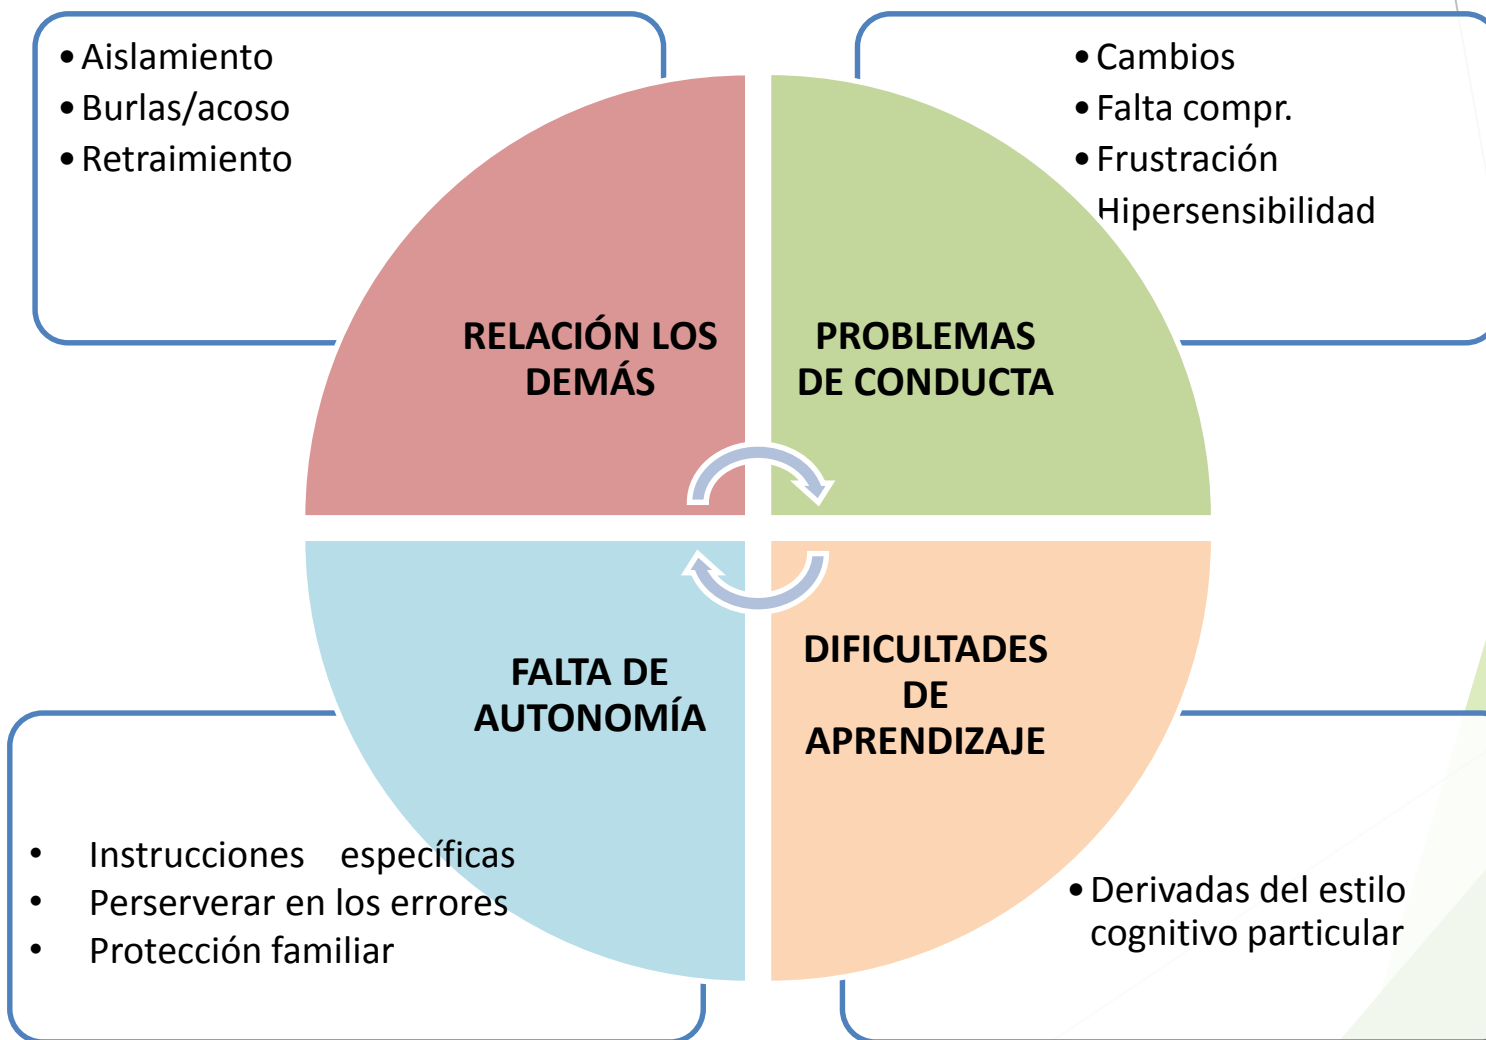 • Aislamiento
• Burlas/acoso
• Retraimiento
• Cambios
• Falta compr.
• Frustración
Hipersensibilidad
RELACIÓN LOS
DEMÁS
PROBLEMAS
DE CONDUCTA
FALTA DE
AUTONOMÍA
DIFICULTADES
DE
APRENDIZAJE
• Instrucciones específicas
• Perserverar en los errores
• Protección familiar
• Derivadas del estilo
cognitivo particular